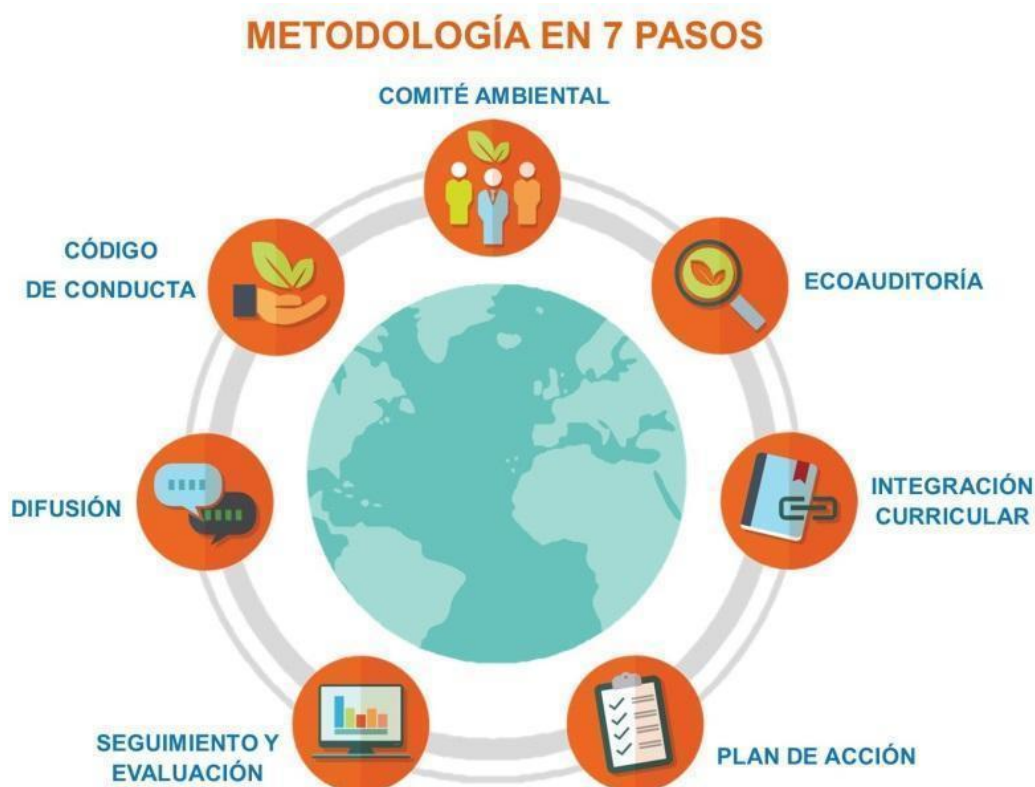 METODOLOGÍA EN 7 PASOS
COMITÉ AMBIENTAL
ECOAUDITORÍA
INTEGRACIÓN
CURRICULAR
PLAN DE ACCIÓN
SEGUIMIENTO Y
EVALUACIÓN
DIFUSIÓN
CÓDIGO
DE CONDUCTA